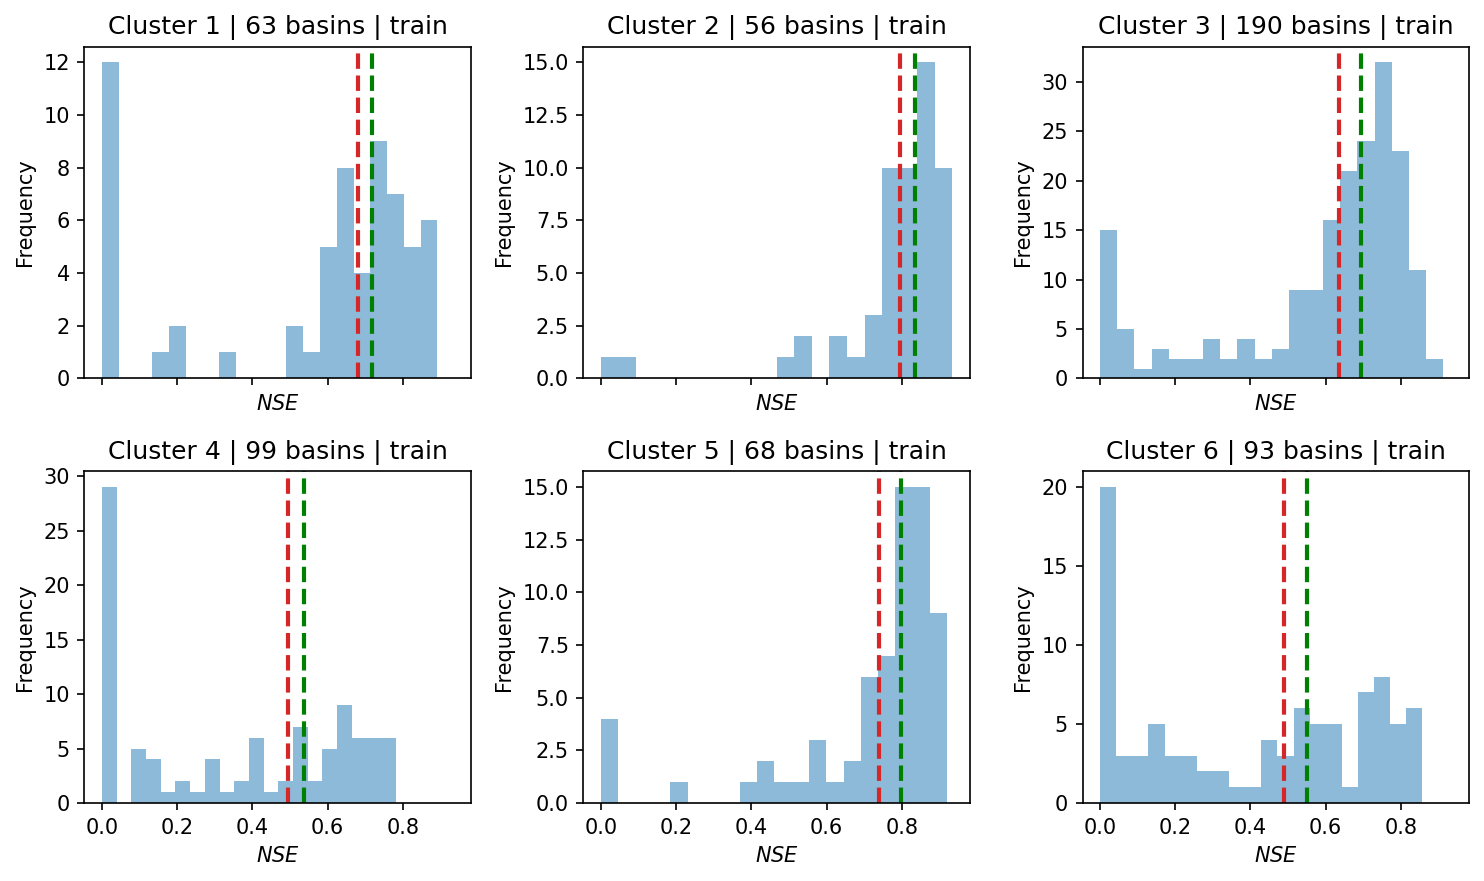 Cluster 1 | 63 basins | train
12
10
8
6
4
2
0
Frequency
NSE
Cluster 2 | 56 basins | train
15.0
12.5
10.0
7.5
5.0
2.5
0.0
Frequency
NSE
Cluster 3 | 190 basins | train
30
25
20
15
10
5
0
Frequency
NSE
Cluster 4 | 99 basins | train
30
25
20
15
10
5
0
Frequency
0.0 0.2 0.4 0.6 0.8
NSE
Cluster 5 | 68 basins | train
15.0
12.5
10.0
7.5
5.0
2.5
0.0
Frequency
0.0 0.2 0.4 0.6 0.8
NSE
Cluster 6 | 93 basins | train
20
15
10
5
0
Frequency
0.0 0.2 0.4 0.6 0.8
NSE